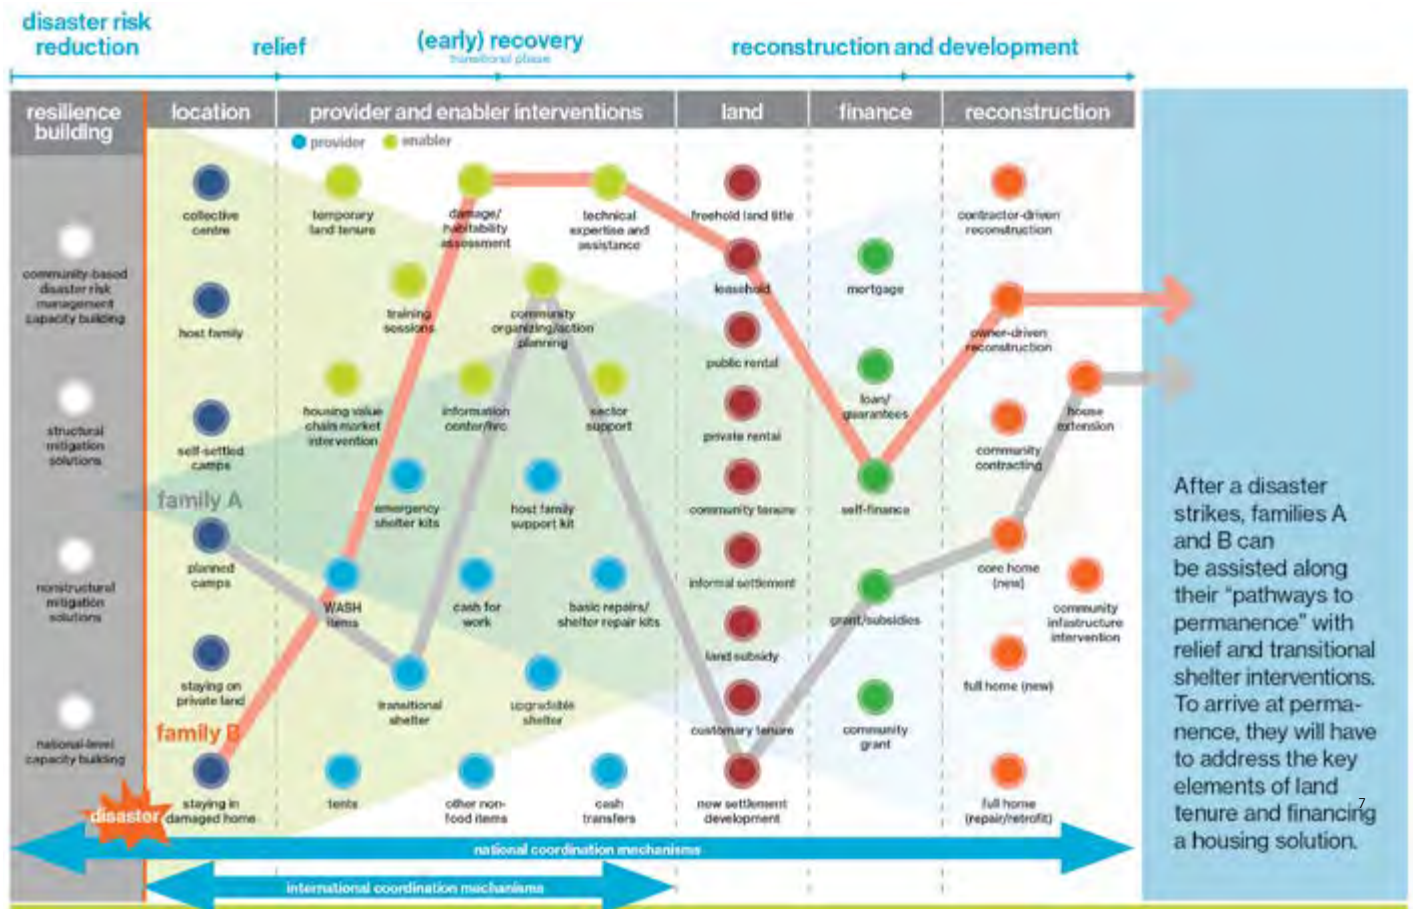 disaster risk
reduction
relief
(early) recovery
transitional phase
reconstruction and development
resilience
building
location
provider and enabler interventions
land
finance
reconstruction
provider
enabler
community-based
disaster risk
management
capacity building
structural
mitigation
solutions
nonstructural
mitigation
solutions
national-level
capacity building
collective
centre
host family
self-settled
camps
family A
planned
camps
staying on
private land
family B
staying in
damaged home
disaster
temporary
land tenure
damage/
habitability
assessment
technical
expertise and
assistance
training
sessions
community
organizing/action
planning
housing value
chain market
intervention
information
center/hrc
sector
support
emergency
shelter kits
host family
support kit
WASH
items
cash for
work
basic repairs/
shelter repair kits
transitional
shelter
upgradable
shelter
tents
other non-
food items
cash
transfers
freehold land title
leasehold
public rental
private rental
community tenure
informal settlement
land subsidy
customary tenure
new settlement
development
mortgage
loan/
guarantees
self-finance
grant/subsidies
community
grant
contractor-driven
reconstruction
owner-driven
reconstruction
house
extension
community
contracting
core home
(new)
community
infastructure
intervention
full home (new)
full home
(repair/retrofit)
national coordination mechanisms
international coordination mechanisms
After a disaster
strikes, families A
and B can
be assisted along
their "pathways to
permanence" with
relief and transitional
shelter interventions.
To arrive at perma-
nence, they will have
to address the key
elements of land
tenure and financing
a housing solution.
7